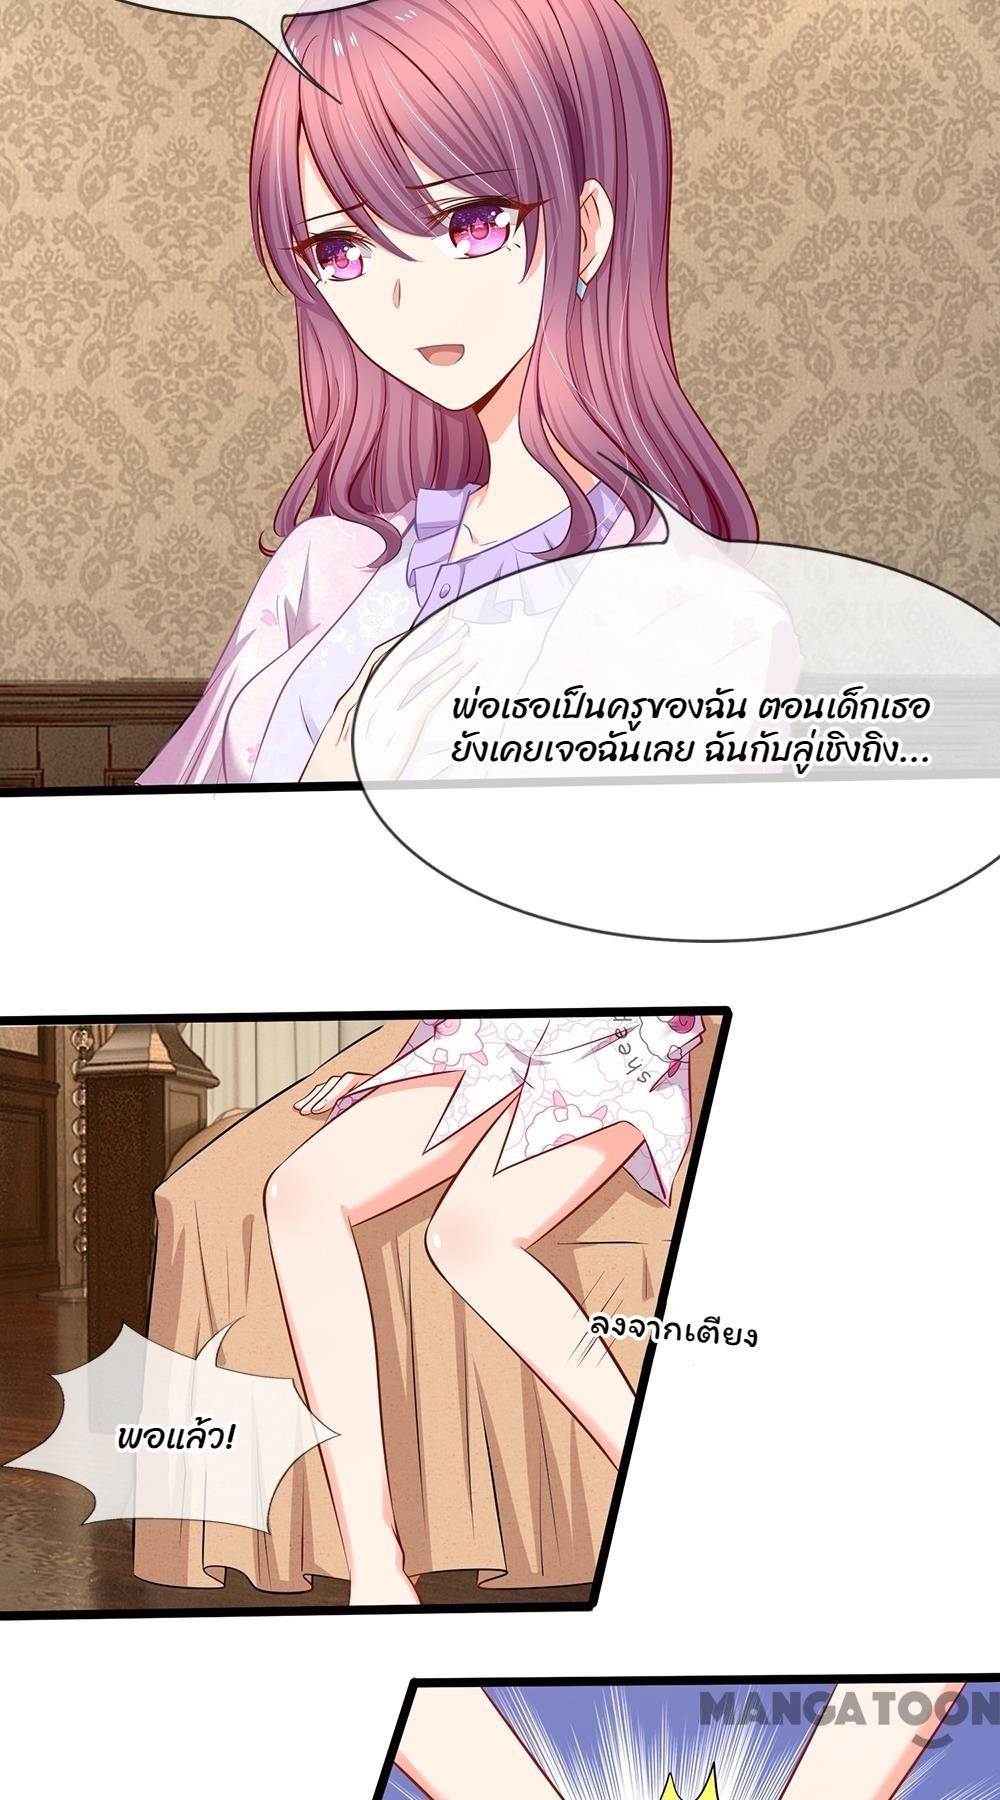 พ่อเธอเป็นครูของฉัน ตอนเด็กเธอ
ยังเคยเจอฉันเลย ฉันกับลู่เชิงถิง...
ลงจากเตียง
พอแล้ว!
MANGATOON